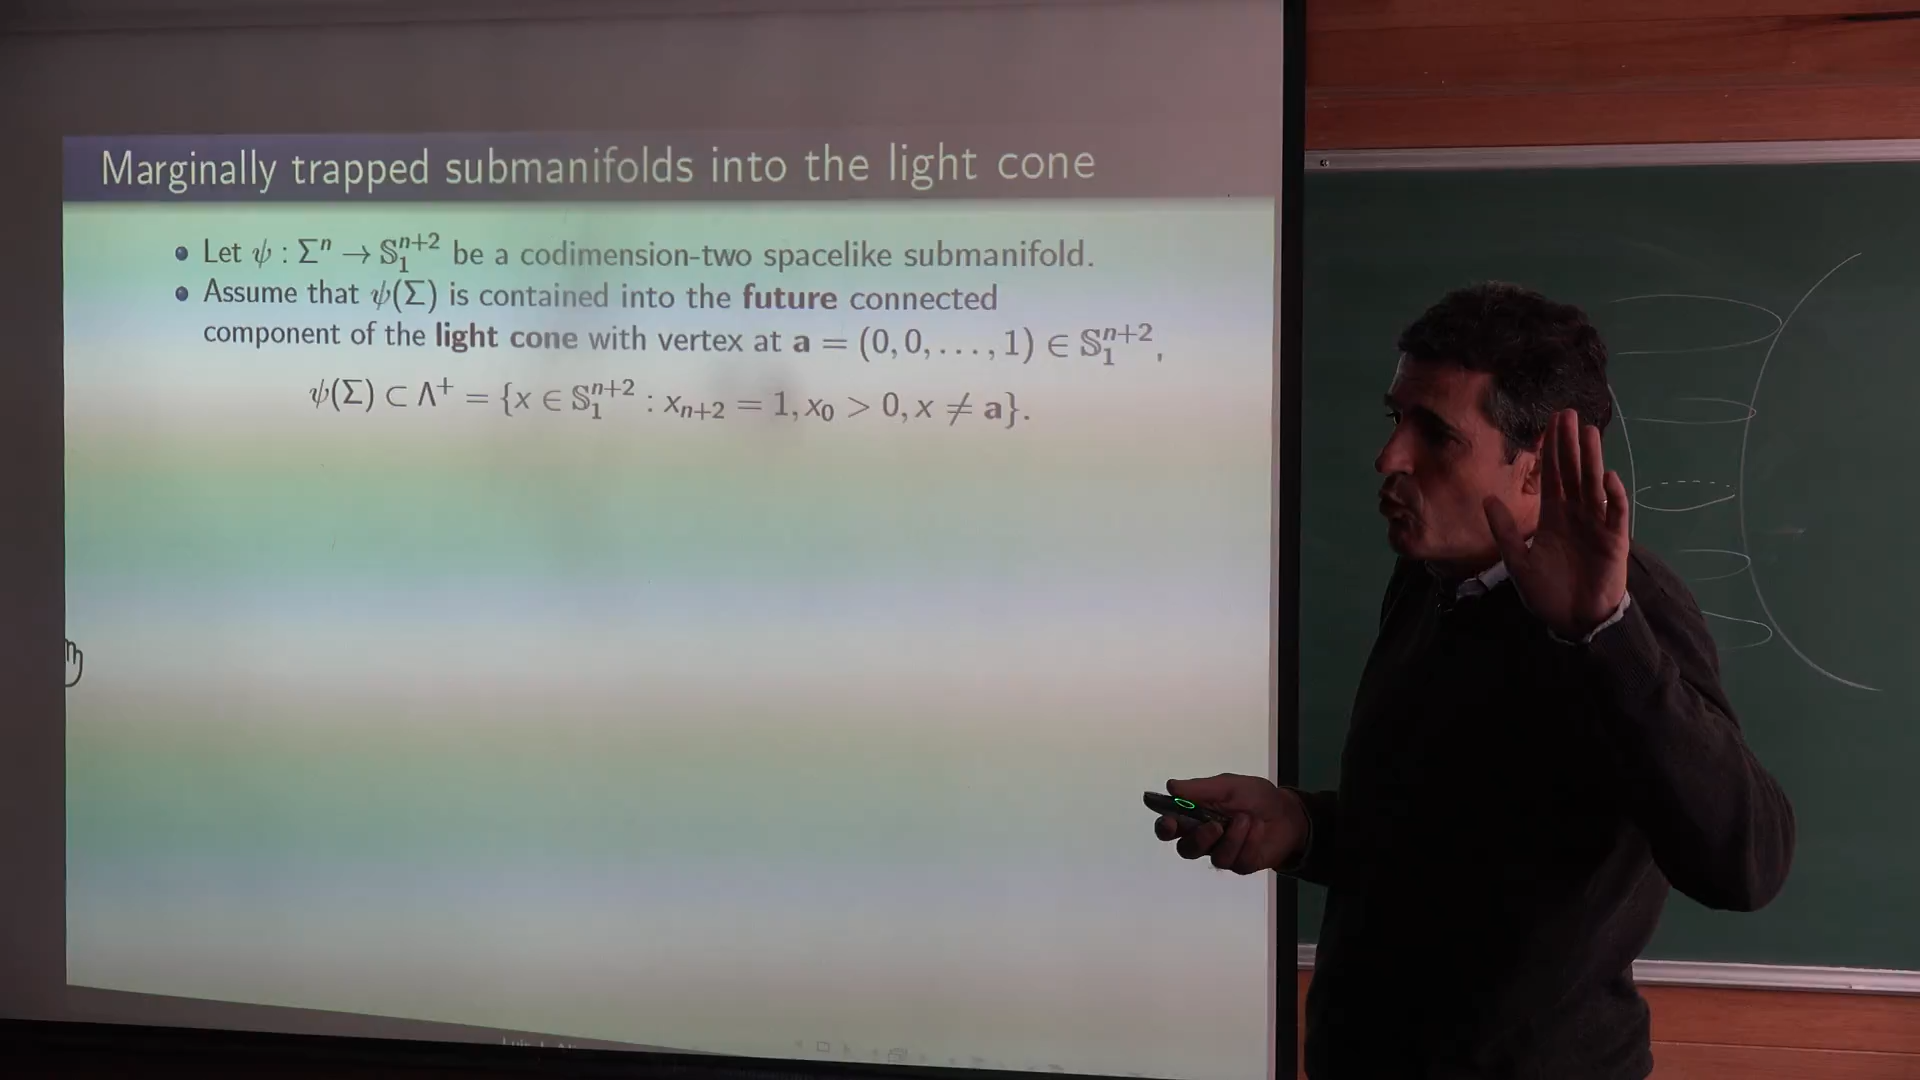 Marginally trapped submanifolds into the light cone
Let ψ : Σⁿ → 𝕊₁ⁿ⁺² be a codimension-two spacelike submanifold.
Assume that ψ(Σ) is contained into the future connected
component of the light cone with vertex at a = (0, 0, . . . , 1) ∈ 𝕊₁ⁿ⁺²,
ψ(Σ) ⊂ Λ⁺ = {x ∈ 𝕊₁ⁿ⁺² : xₙ₊₂ = 1, x₀ > 0, x ≠ a}.